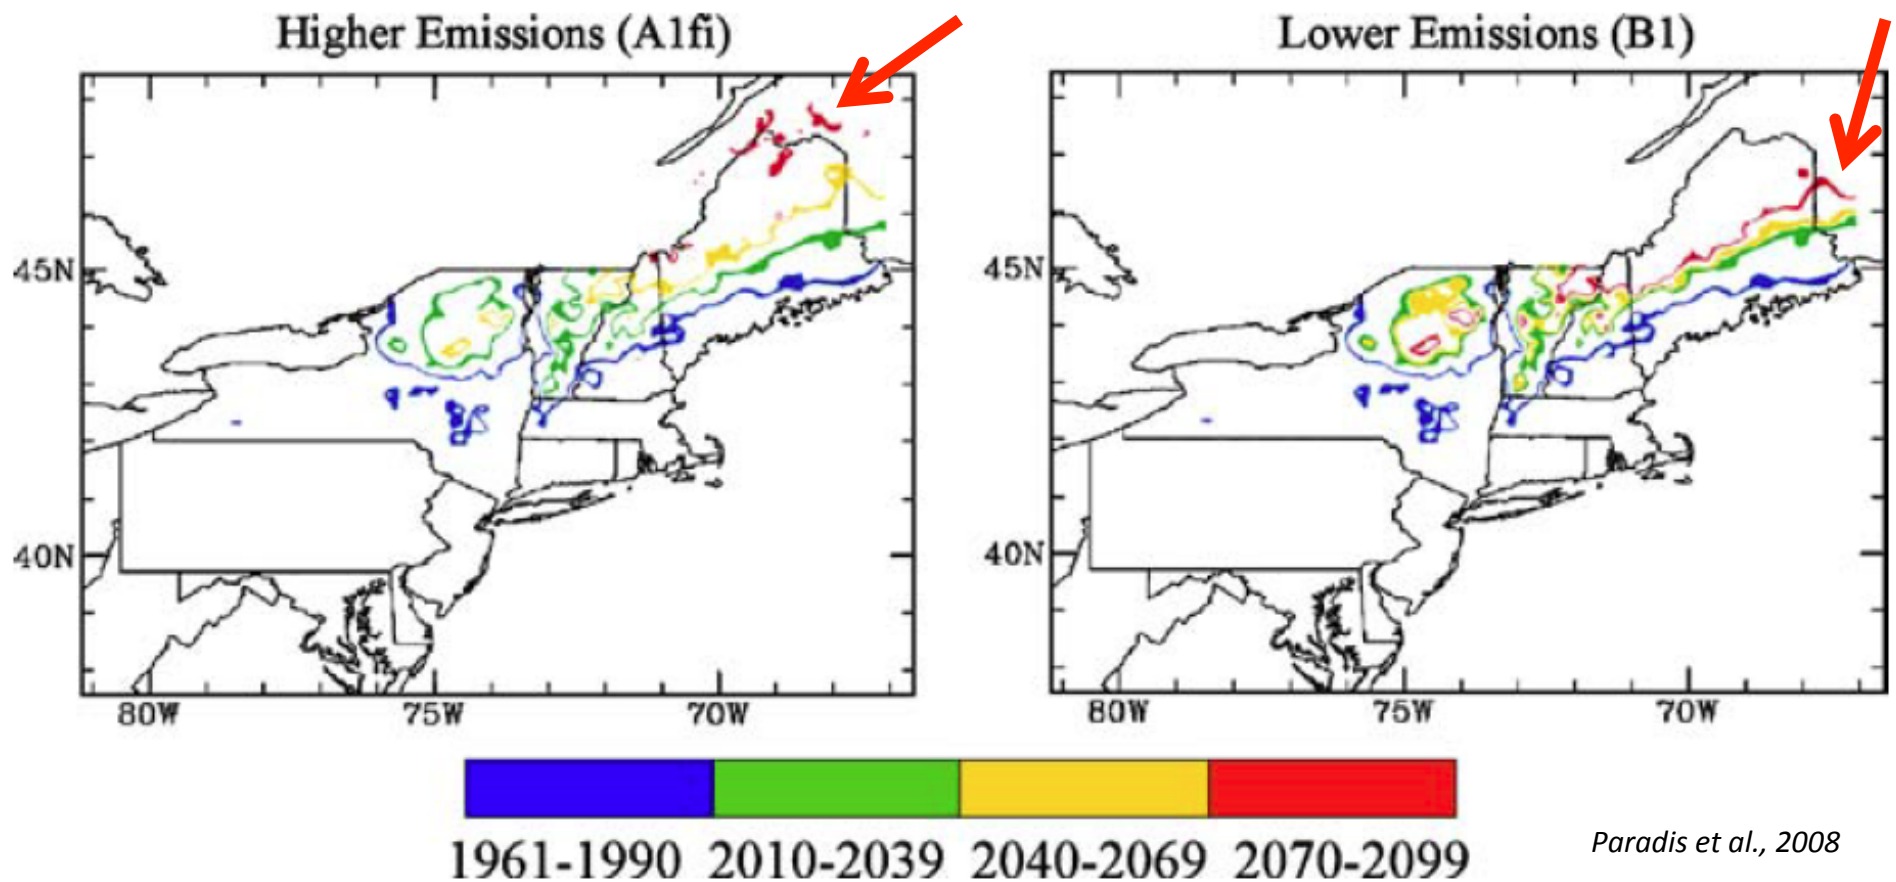 Higher Emissions (A1fi)
Lower Emissions (B1)
45N
40N
80W 75W 70W
45N
40N
80W 75W 70W
1961-1990 2010-2039 2040-2069 2070-2099
Paradis et al., 2008